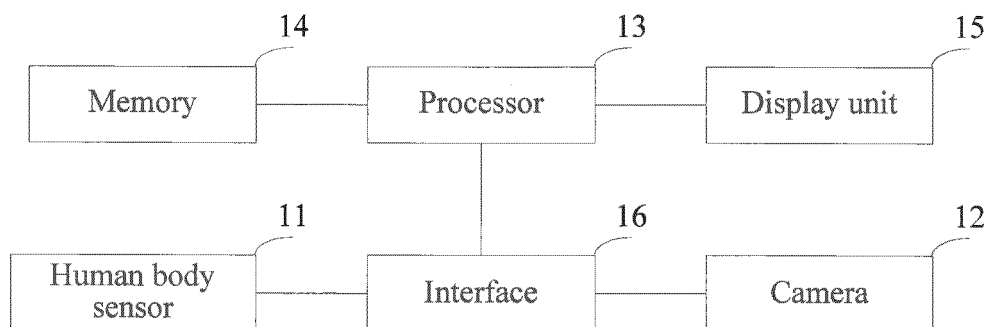 14
13
15
Memory
Processor
Display unit
11
16
12
Human body
sensor
Interface
Camera